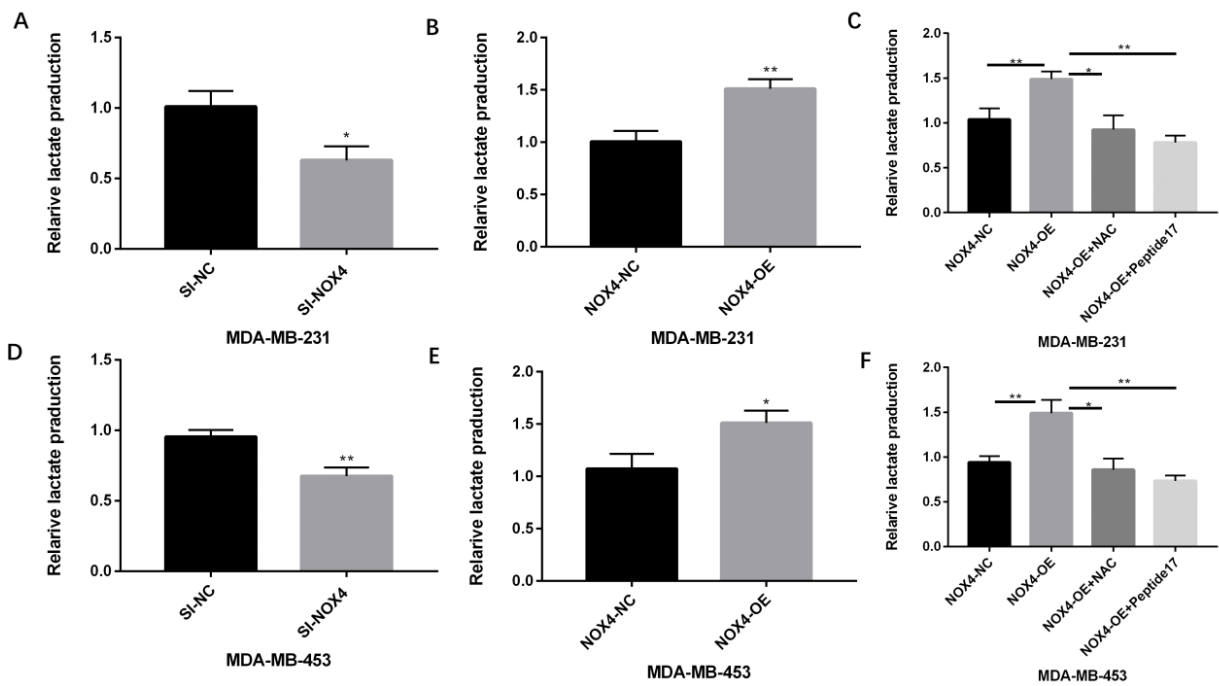 A
Relarive lactate praduction
1.5
1.0
0.5
0.0
*
SI-NC
SI-NOX4
MDA-MB-231
B
Relarive lactate praduction
2.0
1.5
1.0
0.5
0.0
**
NOX4-NC
NOX4-OE
MDA-MB-231
C
Relarive lactate praduction
2.0
1.5
1.0
0.5
0.0
**
**
*
NOX4-NC
NOX4-OE
NOX4-OE+NAC
NOX4-OE+Peptide17
MDA-MB-231
D
Relarive lactate praduction
1.5
1.0
0.5
0.0
**
SI-NC
SI-NOX4
MDA-MB-453
E
Relarive lactate praduction
2.0
1.5
1.0
0.5
0.0
*
NOX4-NC
NOX4-OE
MDA-MB-453
F
Relarive lactate praduction
2.0
1.5
1.0
0.5
0.0
**
**
*
NOX4-NC
NOX4-OE
NOX4-OE+NAC
NOX4-OE+Peptide17
MDA-MB-453